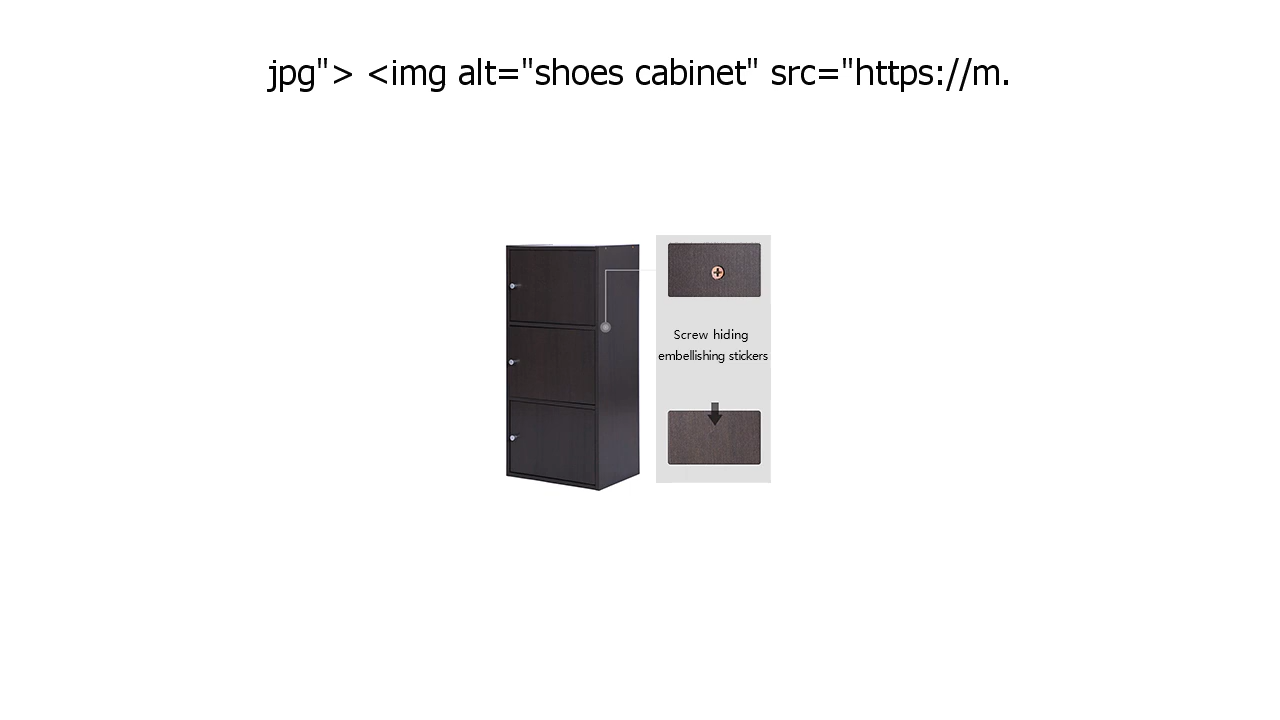 jpg"> <img alt="shoes cabinet" src="https://m.
Screw hiding
embellishing stickers